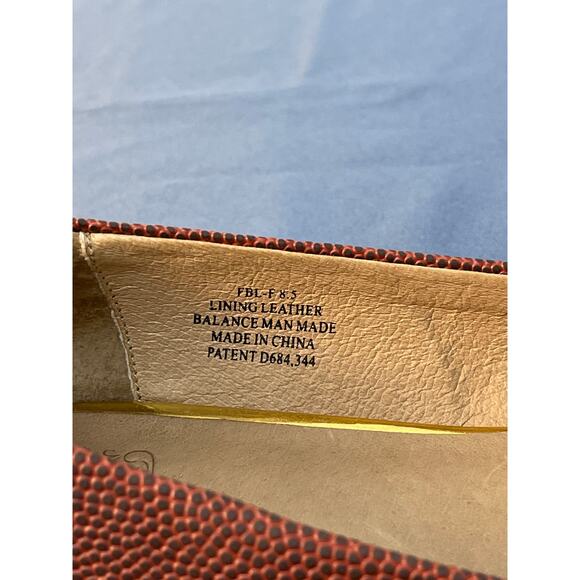 FBL-F 8.5
LINING LEATHER
BALANCE MAN MADE
MADE IN CHINA
PATENT D684,344